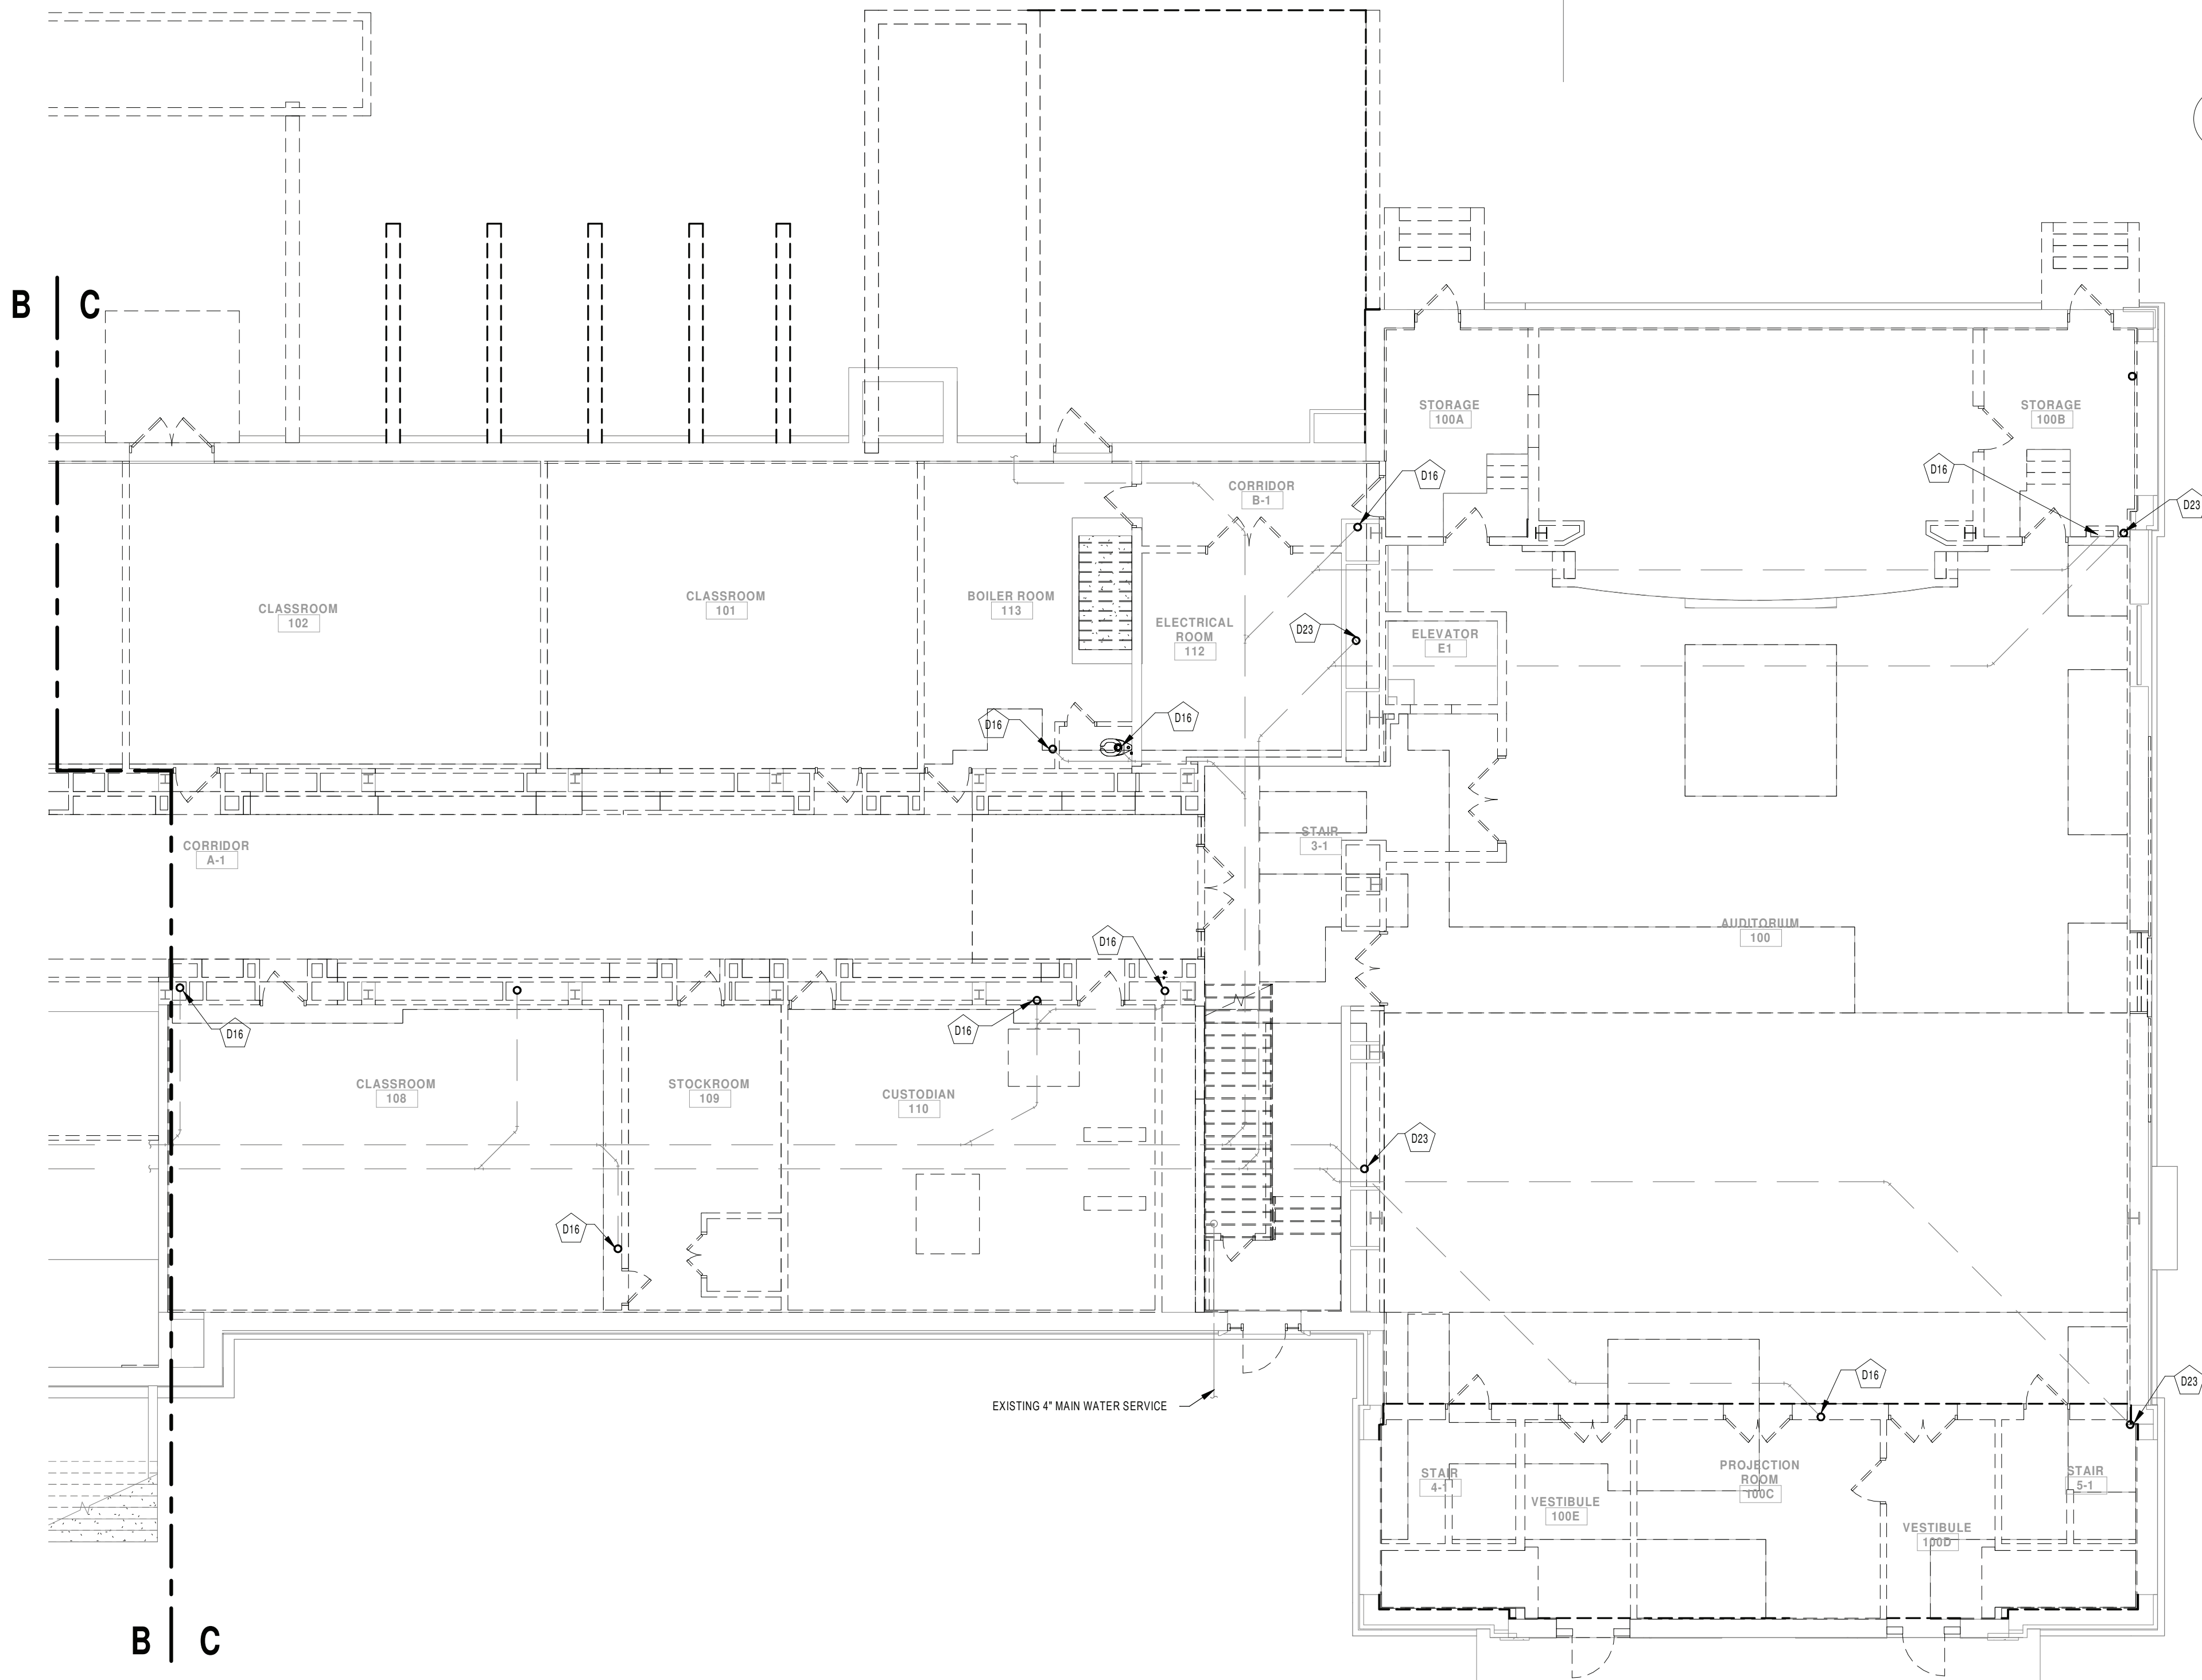 B C
STORAGE
100A
STORAGE
100B
D16
D16
D23
CORRIDOR
B-1
CLASSROOM
102
CLASSROOM
101
BOILER ROOM
113
ELECTRICAL
ROOM
112
D23
ELEVATOR
E1
D16
D16
CORRIDOR
A-1
STAIR
3-1
AUDITORIUM
100
D16
D16
D16
CLASSROOM
108
STOCKROOM
109
CUSTODIAN
110
D23
D16
EXISTING 4" MAIN WATER SERVICE
D16
D23
STAIR
4-1
VESTIBULE
100E
PROJECTION
ROOM
100C
VESTIBULE
100D
STAIR
5-1
B C